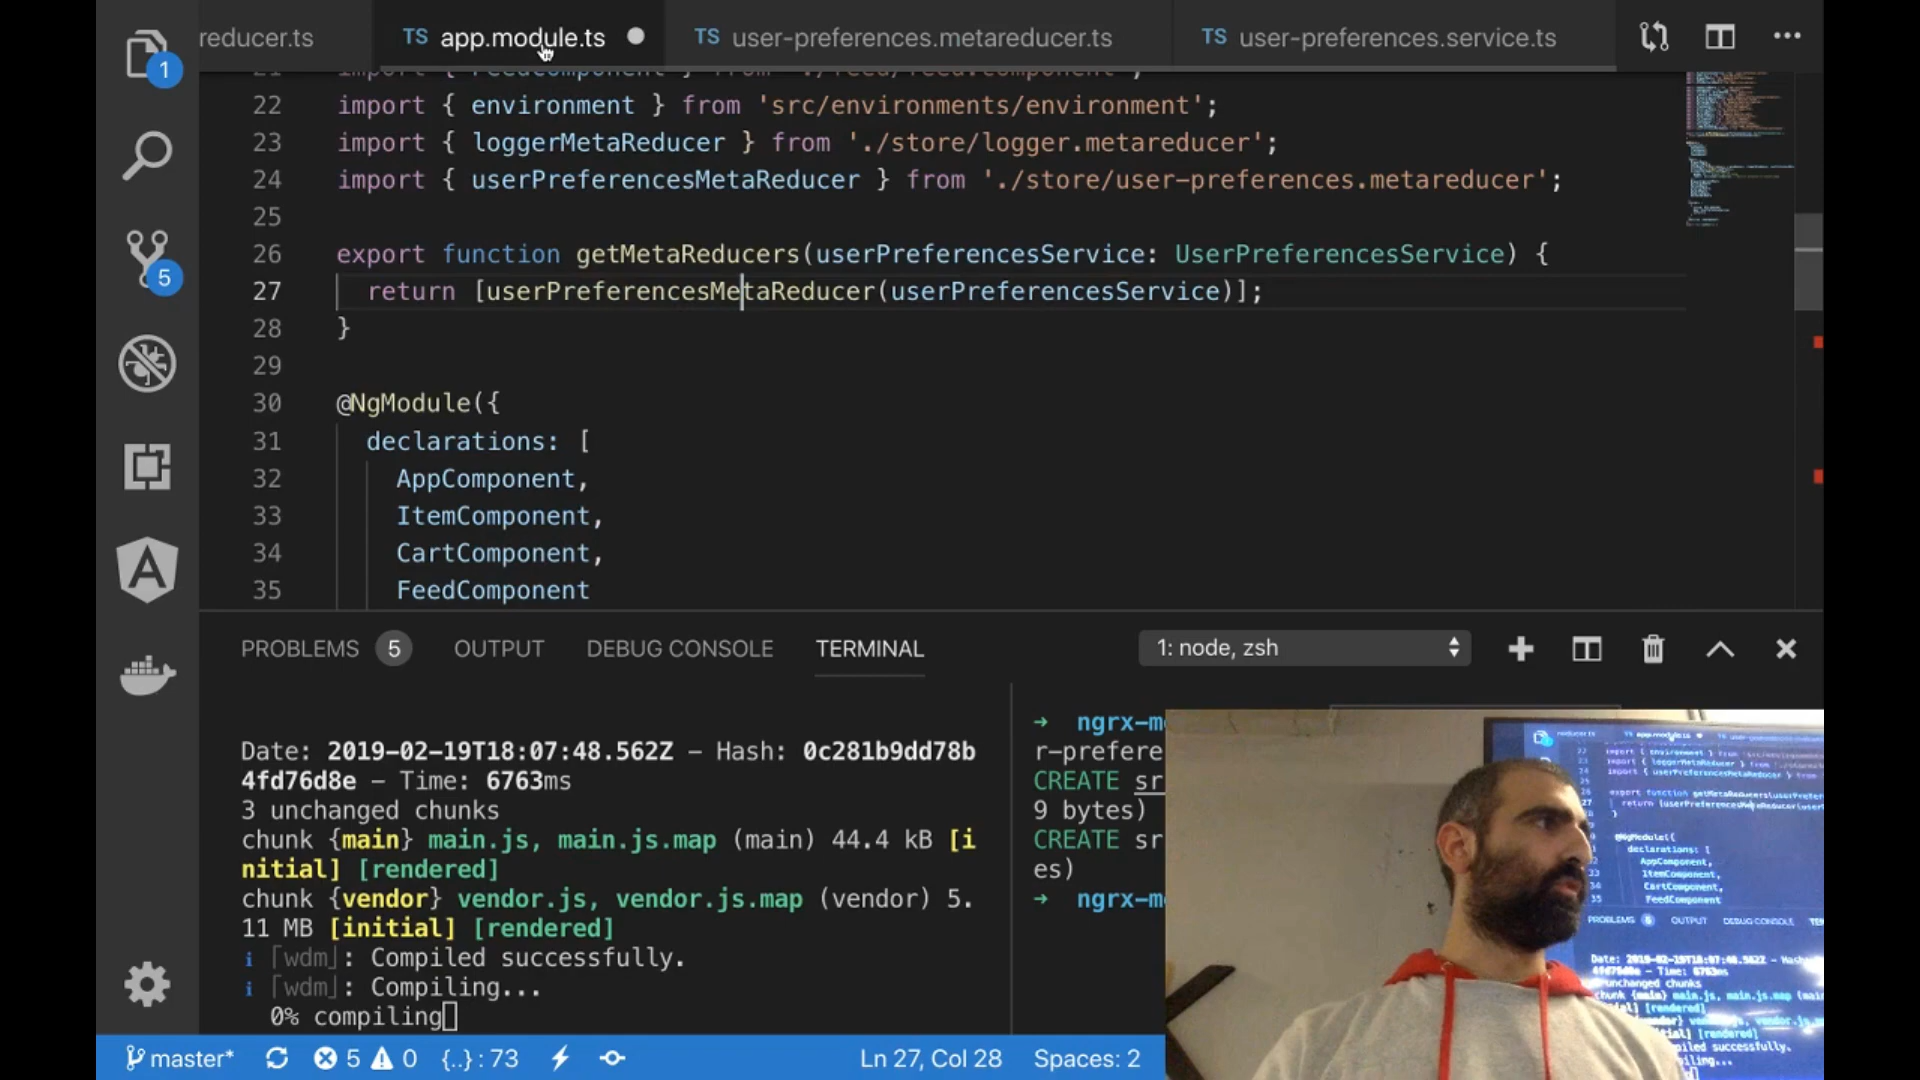 1
reducer.ts
TS app.module.ts
TS user-preferences.metareducer.ts
TS user-preferences.service.ts
22 import { environment } from 'src/environments/environment';
23 import { loggerMetaReducer } from './store/logger.metareducer';
24 import { userPreferencesMetaReducer } from './store/user-preferences.metareducer';
25
26 export function getMetaReducers(userPreferencesService: UserPreferencesService) {
27 return [userPreferencesMetaReducer(userPreferencesService)];
28 }
29
30 @NgModule({
31 declarations: [
32 AppComponent,
33 ItemComponent,
34 CartComponent,
35 FeedComponent
5
PROBLEMS 5 OUTPUT DEBUG CONSOLE TERMINAL 1: node, zsh
Date: 2019-02-19T18:07:48.562Z - Hash: 0c281b9dd78b
4fd76d8e - Time: 6763ms
3 unchanged chunks
chunk {main} main.js, main.js.map (main) 44.4 kB [i
nitial] [rendered]
chunk {vendor} vendor.js, vendor.js.map (vendor) 5.
11 MB [initial] [rendered]
i ｢wdm｣: Compiled successfully.
i ｢wdm｣: Compiling...
0% compiling
→ ngrx-m
r-prefere
CREATE sr
9 bytes)
CREATE sr
es)
→ ngrx-m
master* 5 0 {..} : 73 Ln 27, Col 28 Spaces: 2